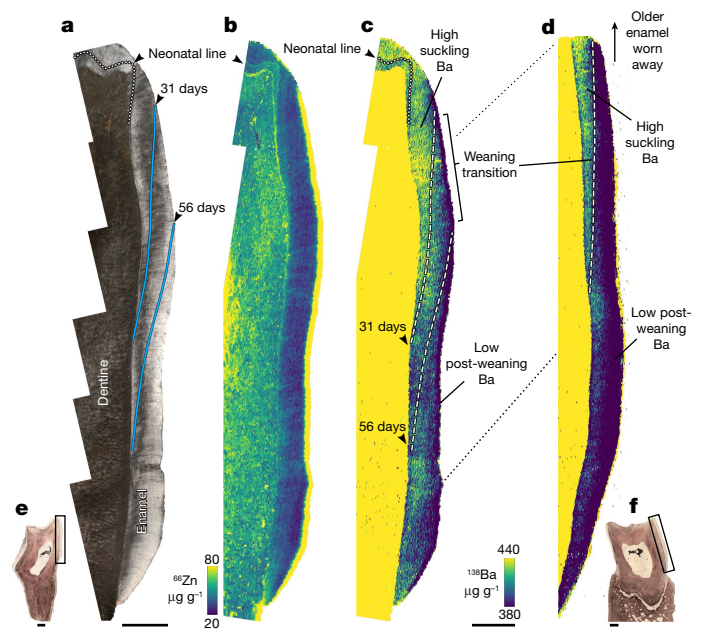 a
b
c
d
Neonatal line
31 days
56 days
Dentine
Enamel
e
80
⁶⁶Zn
µg g⁻¹
20
Neonatal line
High
suckling
Ba
Weaning
transition
31 days
56 days
Low
post-weaning
Ba
440
¹³⁸Ba
µg g⁻¹
380
Older
enamel
worn
away
High
suckling
Ba
Low post-
weaning
Ba
f